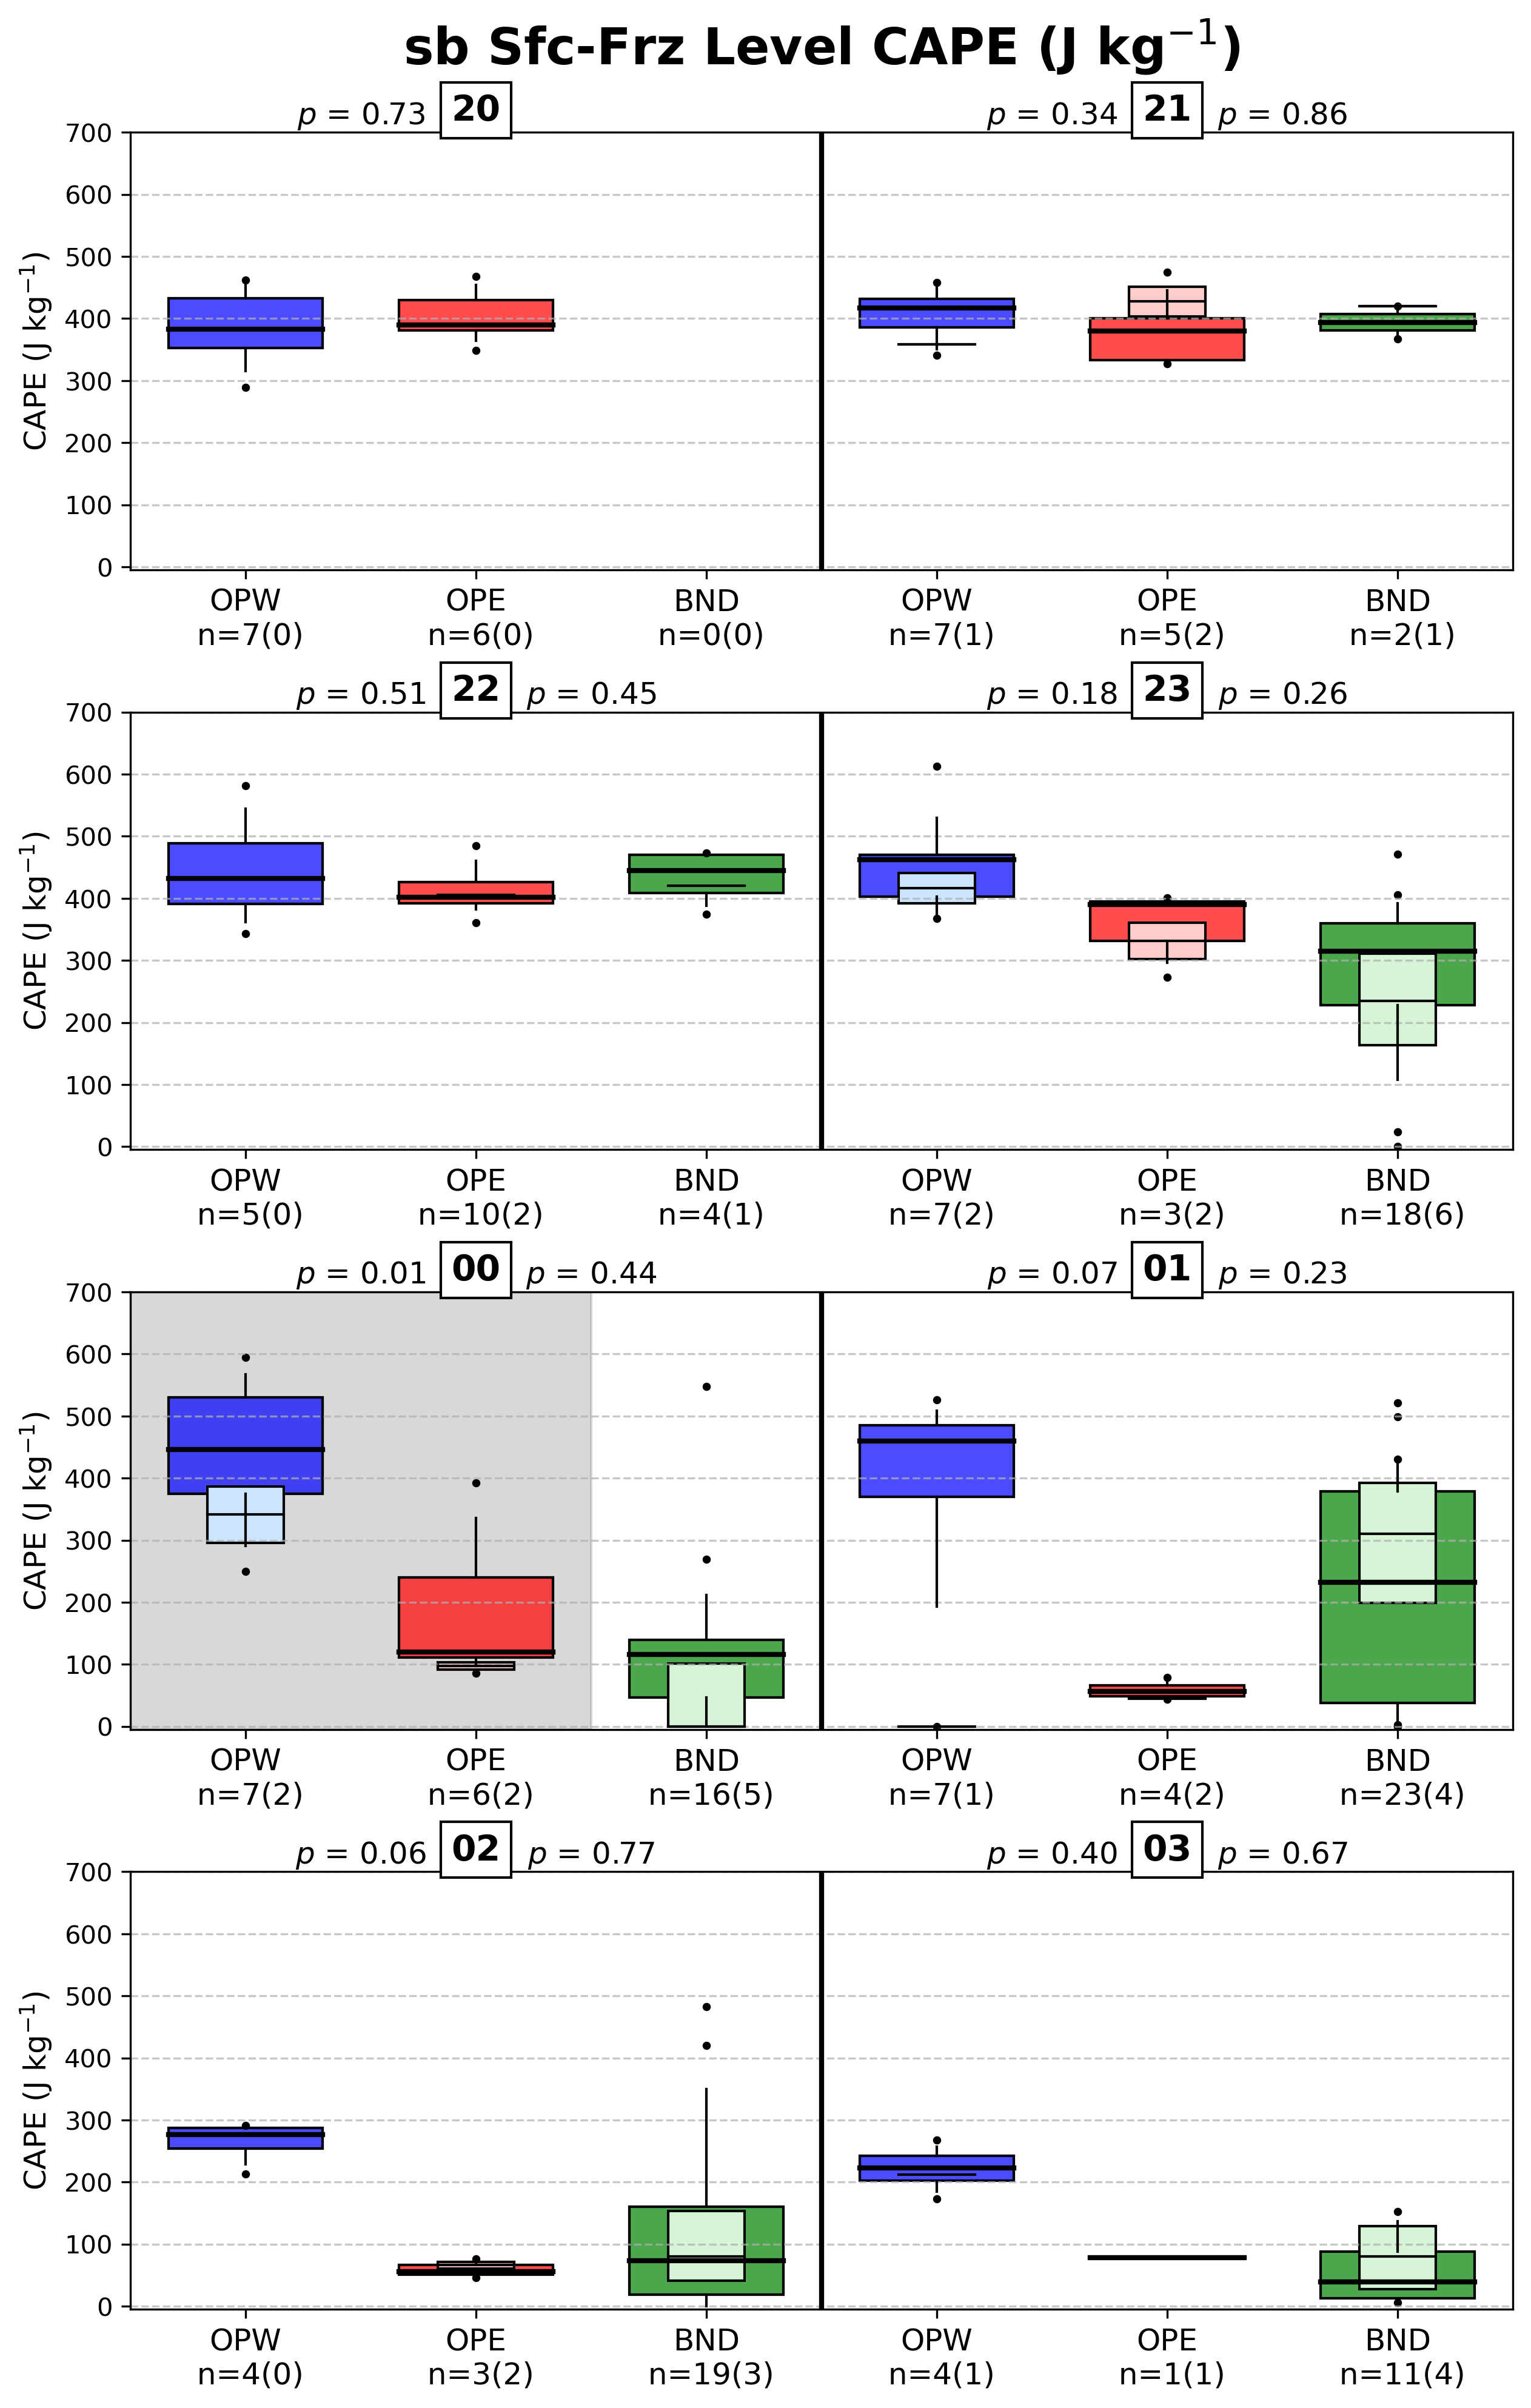 sb Sfc-Frz Level CAPE (J kg⁻¹)
p = 0.73 20
p = 0.34 21 p = 0.86
CAPE (J kg⁻¹)
700
600
500
400
300
200
100
0
OPW OPE BND OPW OPE BND
n=7(0) n=6(0) n=0(0) n=7(1) n=5(2) n=2(1)
p = 0.51 22 p = 0.45
p = 0.18 23 p = 0.26
CAPE (J kg⁻¹)
700
600
500
400
300
200
100
0
OPW OPE BND OPW OPE BND
n=5(0) n=10(2) n=4(1) n=7(2) n=3(2) n=18(6)
p = 0.01 00 p = 0.44
p = 0.07 01 p = 0.23
CAPE (J kg⁻¹)
700
600
500
400
300
200
100
0
OPW OPE BND OPW OPE BND
n=7(2) n=6(2) n=16(5) n=7(1) n=4(2) n=23(4)
p = 0.06 02 p = 0.77
p = 0.40 03 p = 0.67
CAPE (J kg⁻¹)
700
600
500
400
300
200
100
0
OPW OPE BND OPW OPE BND
n=4(0) n=3(2) n=19(3) n=4(1) n=1(1) n=11(4)